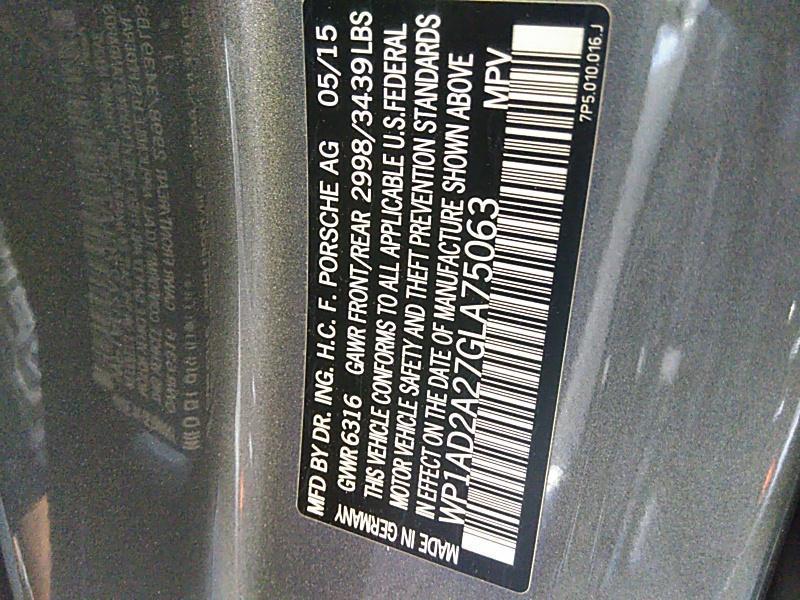 MFD BY DR. ING. H.C. F. PORSCHE AG 05/15
GVWR 6316 GAWR FRONT/REAR 2998/3439 LBS
THIS VEHICLE CONFORMS TO ALL APPLICABLE U.S. FEDERAL
MOTOR VEHICLE SAFETY AND THEFT PREVENTION STANDARDS
IN EFFECT ON THE DATE OF MANUFACTURE SHOWN ABOVE
WP1AD2A27GLA75063 MPV
MADE IN GERMANY
7P5.010.016.J